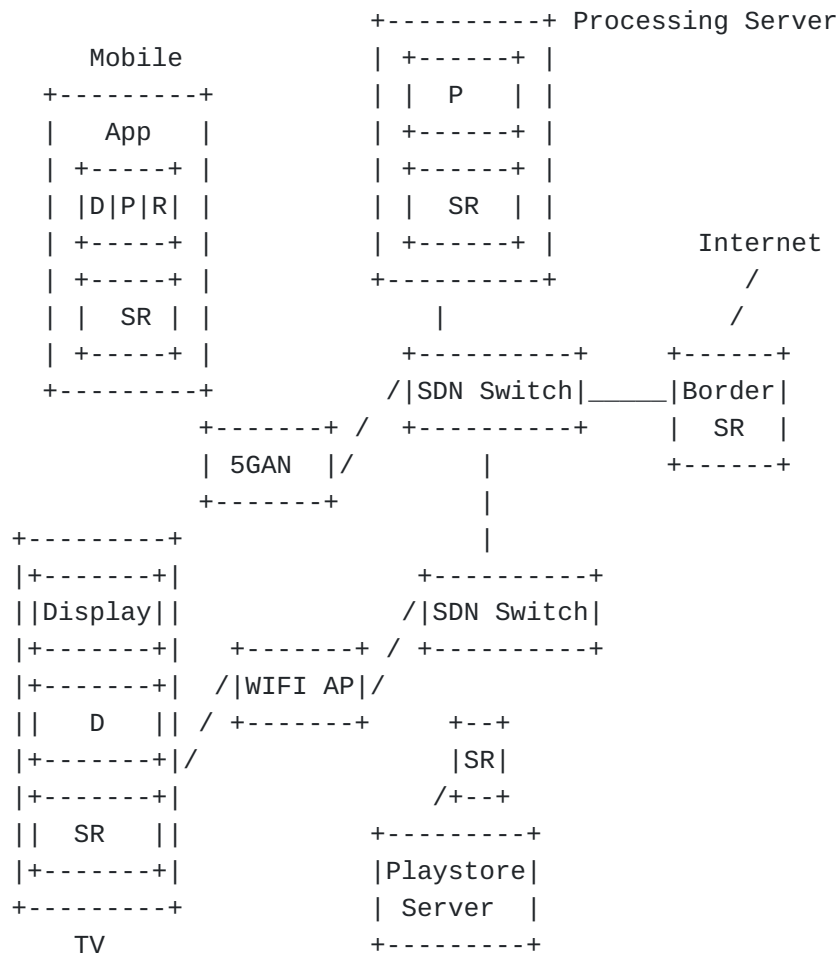 +----------+ Processing Server
     Mobile            | +------+ |
  +---------+          | |  P   | |
  |   App   |          | +------+ |
  | +-----+ |          | +------+ |
  | |D|P|R| |          | |  SR  | |
  | +-----+ |          | +------+ |         Internet
  | +-----+ |          +----------+            /
  | |  SR | |              |                  /
  | +-----+ |            +----------+     +------+
  +---------+           /|SDN Switch|_____|Border|
            +-------+ /  +----------+     |  SR  |
            | 5GAN  |/        |           +------+
            +-------+         |
+---------+                   |
|+-------+|               +----------+
||Display||              /|SDN Switch|
|+-------+|   +-------+ / +----------+
|+-------+|  /|WIFI AP|/
||   D   || / +-------+     +--+
|+-------+|/                |SR|
|+-------+|                /+--+
||  SR   ||            +---------+
|+-------+|            |Playstore|
+---------+            | Server  |
    TV                 +---------+